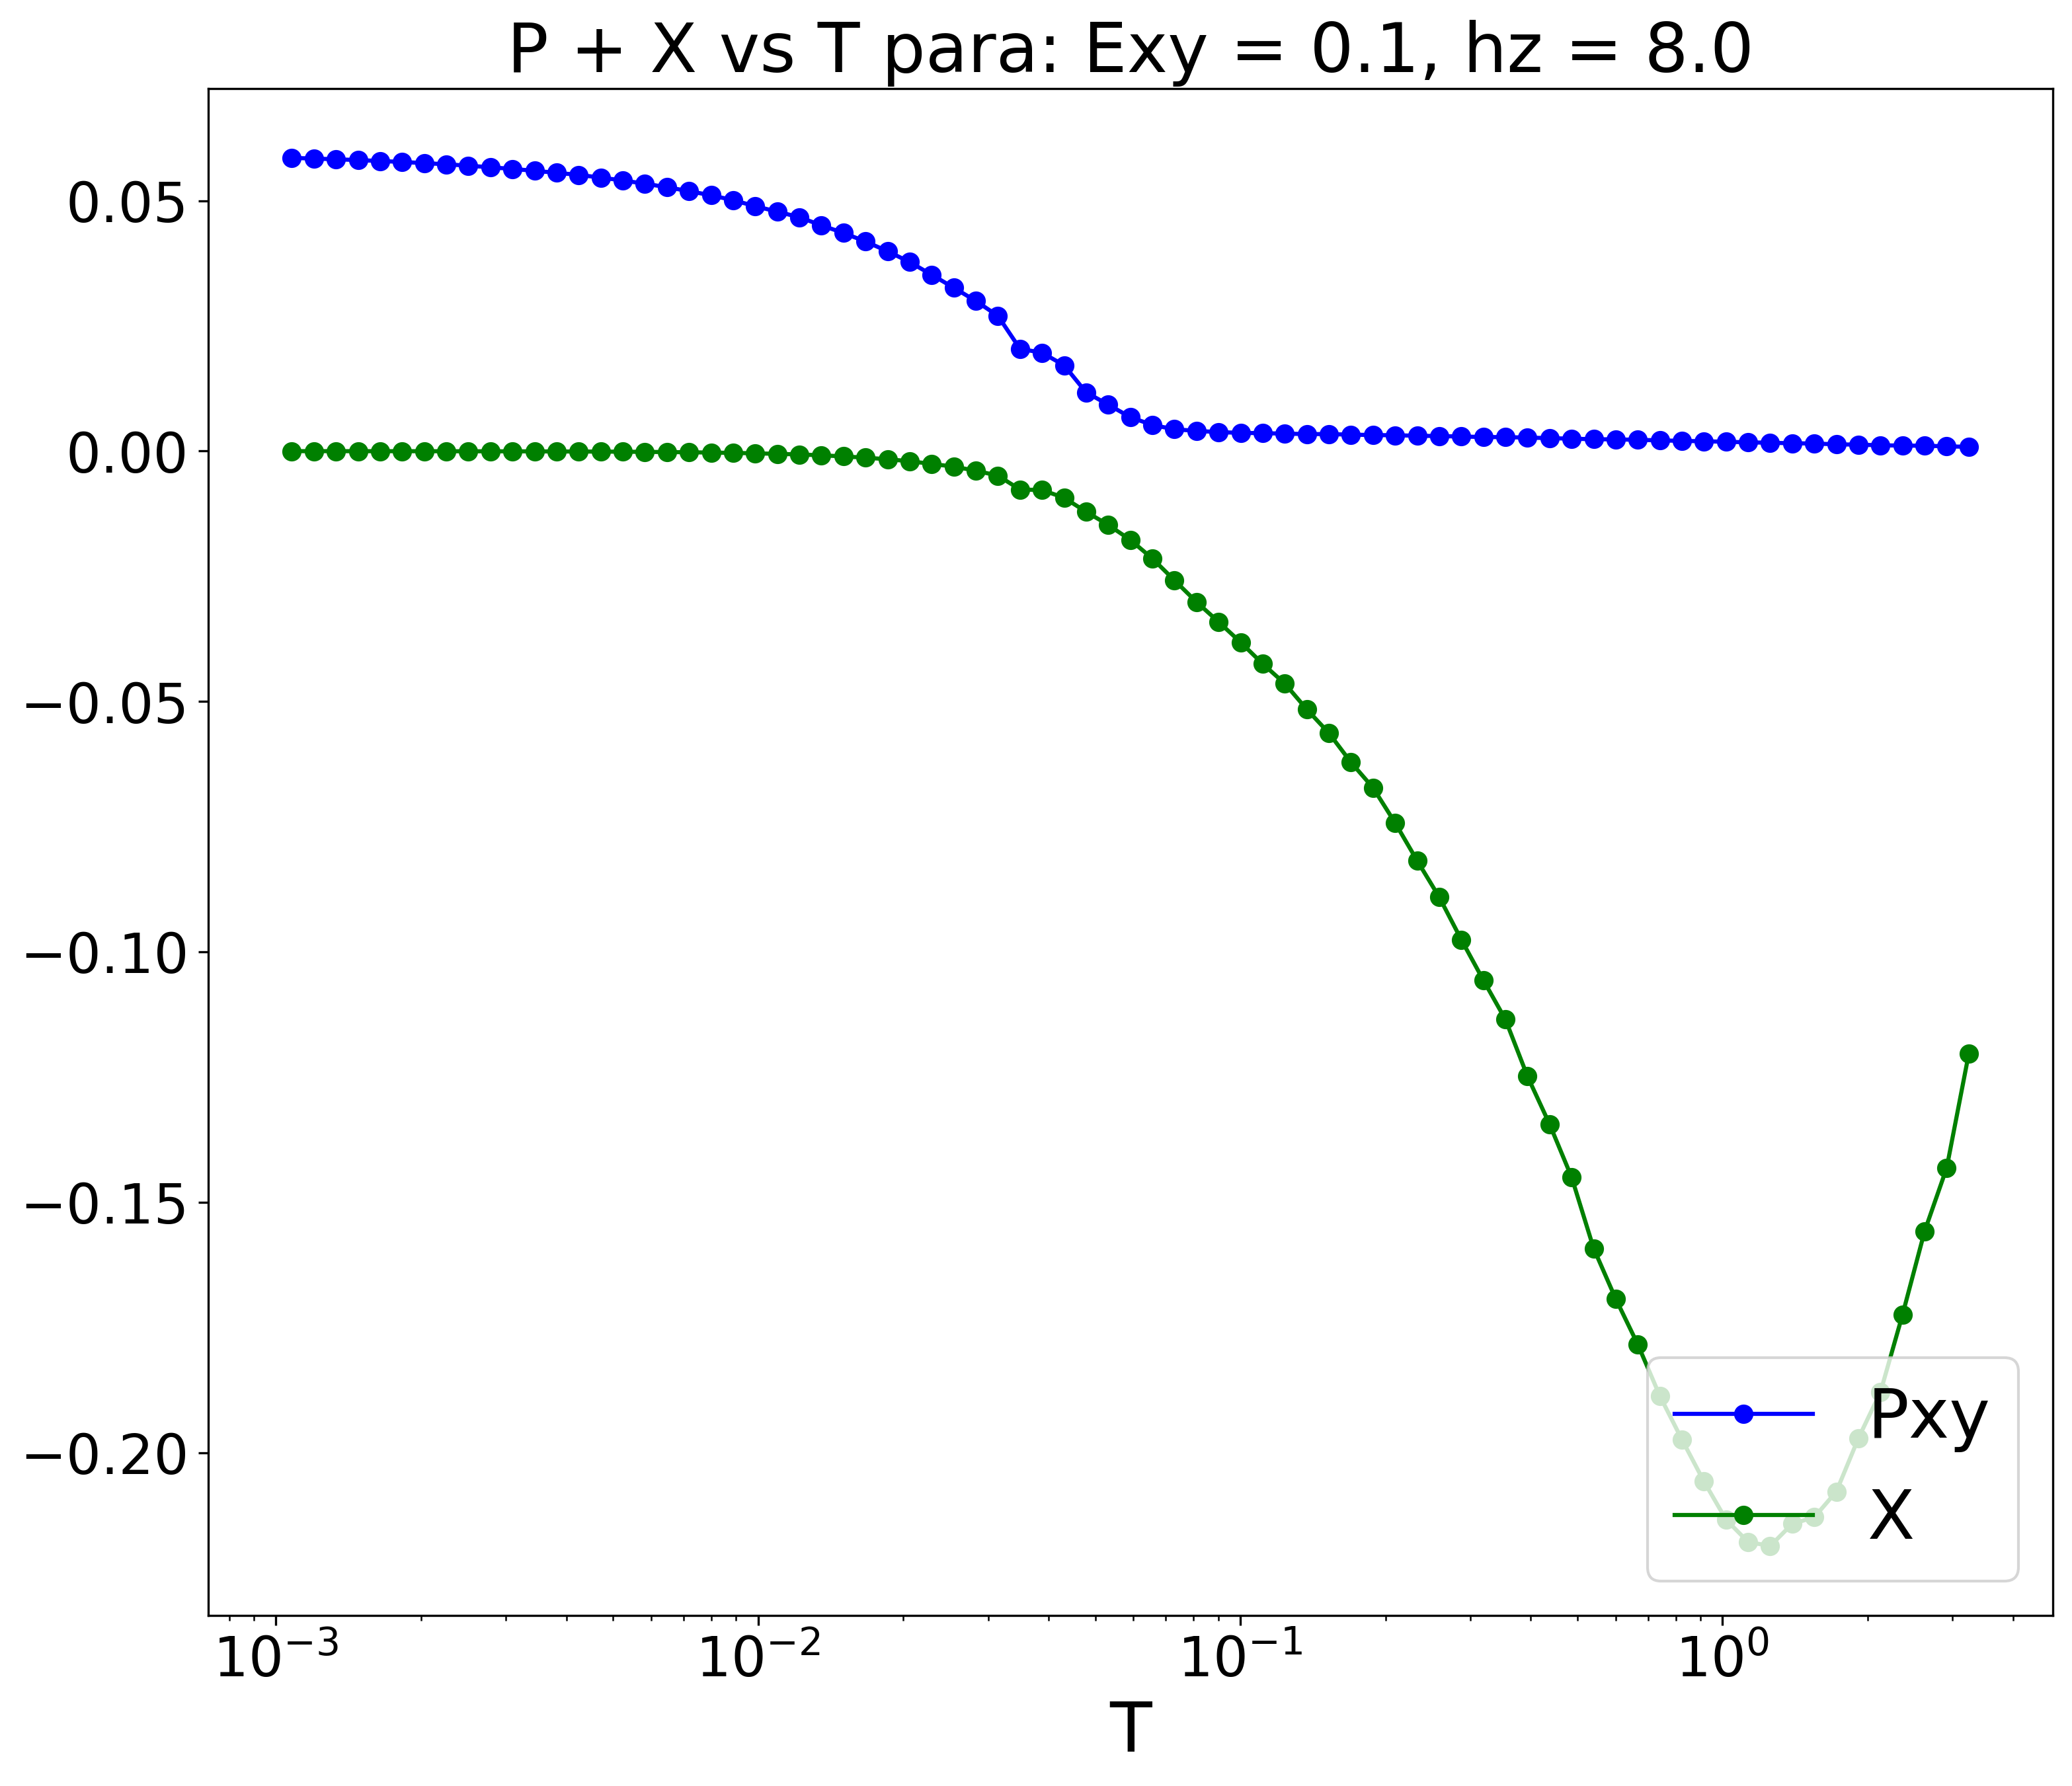 P + X vs T para: Exy = 0.1, hz = 8.0
0.05
0.00
−0.05
−0.10
−0.15
−0.20
Pxy
X
10⁻³ 10⁻² 10⁻¹ 10⁰
T